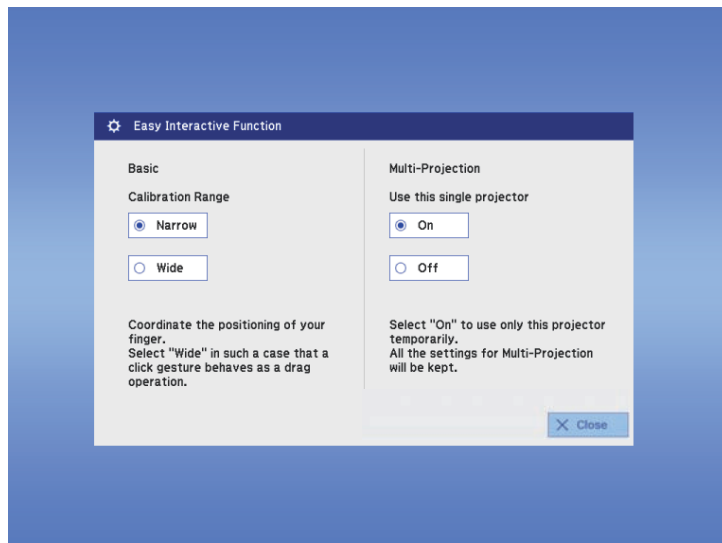 Easy Interactive Function
Basic
Calibration Range
Narrow
Wide
Coordinate the positioning of your
finger.
Select "Wide" in such a case that a
click gesture behaves as a drag
operation.
Multi-Projection
Use this single projector
On
Off
Select "On" to use only this projector
temporarily.
All the settings for Multi-Projection
will be kept.
Close